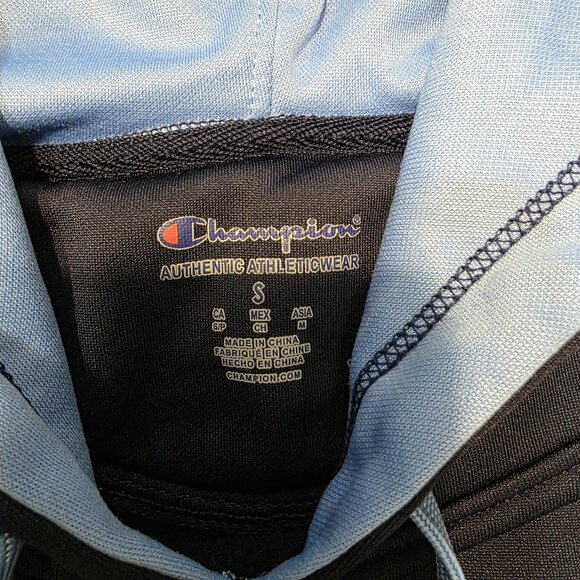 Champion®
AUTHENTIC ATHLETICWEAR
S
CA MEX ASIA
S/P CH M
MADE IN CHINA
FABRIQUÉ EN CHINE
HECHO EN CHINA
CHAMPION.COM